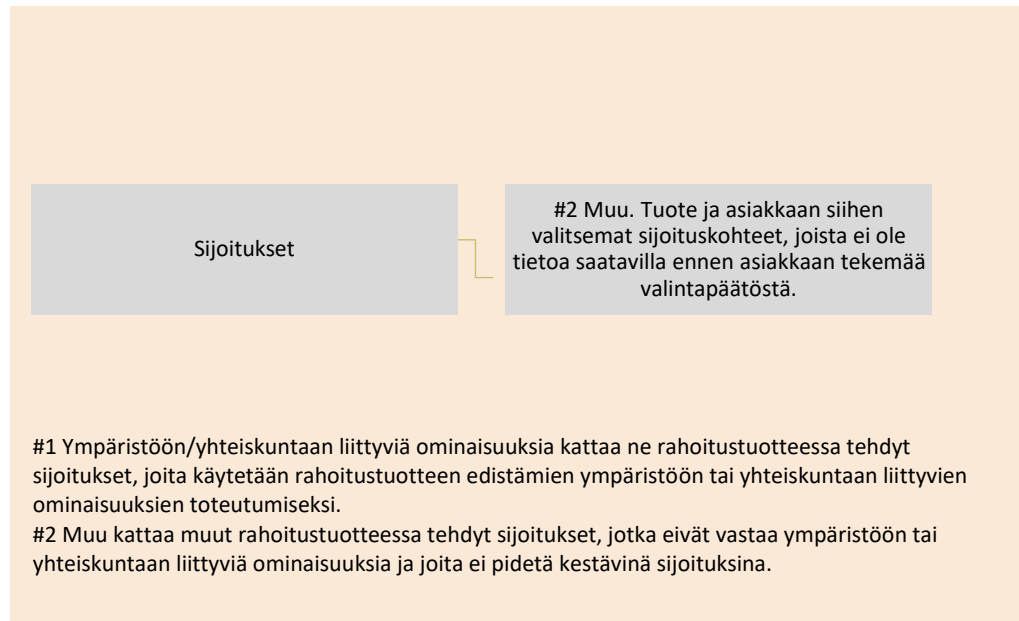 Sijoitukset
#2 Muu. Tuote ja asiakkaan siihen
valitsemat sijoituskohteet, joista ei ole
tietoa saatavilla ennen asiakkaan tekemää
valintapäätöstä.
#1 Ympäristöön/yhteiskuntaan liittyviä ominaisuuksia kattaa ne rahoitustuotteessa tehdyt
sijoitukset, joita käytetään rahoitustuotteen edistämien ympäristöön tai yhteiskuntaan liittyvien
ominaisuuksien toteutumiseksi.
#2 Muu kattaa muut rahoitustuotteessa tehdyt sijoitukset, jotka eivät vastaa ympäristöön tai
yhteiskuntaan liittyviä ominaisuuksia ja joita ei pidetä kestävinä sijoituksina.